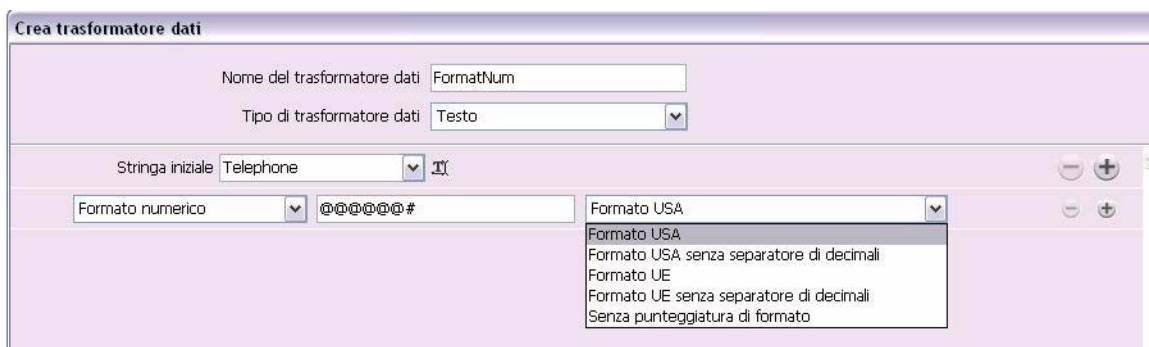 Crea trasformatore dati
Nome del trasformatore dati FormatNum
Tipo di trasformatore dati Testo
Stringa iniziale Telephone
Formato numerico @@@@@@# Formato USA
Formato USA
Formato USA senza separatore di decimali
Formato UE
Formato UE senza separatore di decimali
Senza punteggiatura di formato